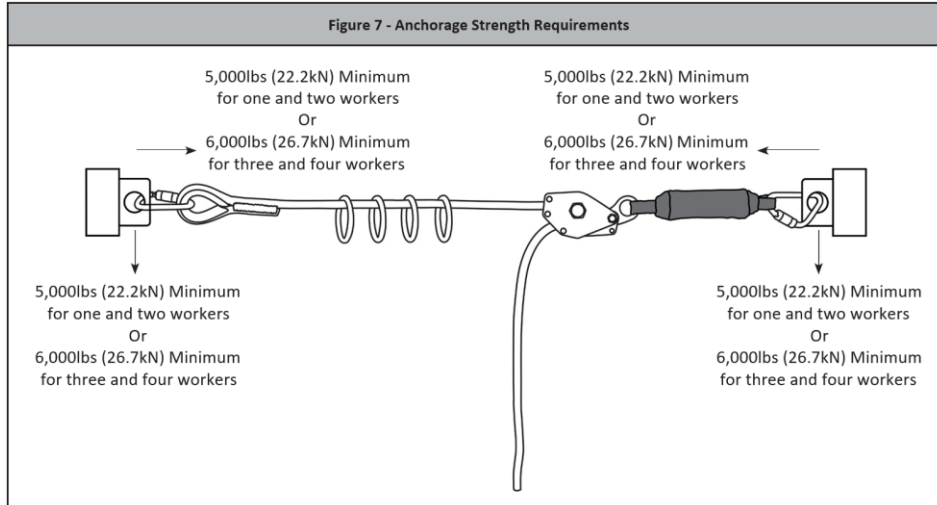 Figure 7 - Anchorage Strength Requirements
5,000lbs (22.2kN) Minimum
for one and two workers
Or
6,000lbs (26.7kN) Minimum
for three and four workers
5,000lbs (22.2kN) Minimum
for one and two workers
Or
6,000lbs (26.7kN) Minimum
for three and four workers
5,000lbs (22.2kN) Minimum
for one and two workers
Or
6,000lbs (26.7kN) Minimum
for three and four workers
5,000lbs (22.2kN) Minimum
for one and two workers
Or
6,000lbs (26.7kN) Minimum
for three and four workers